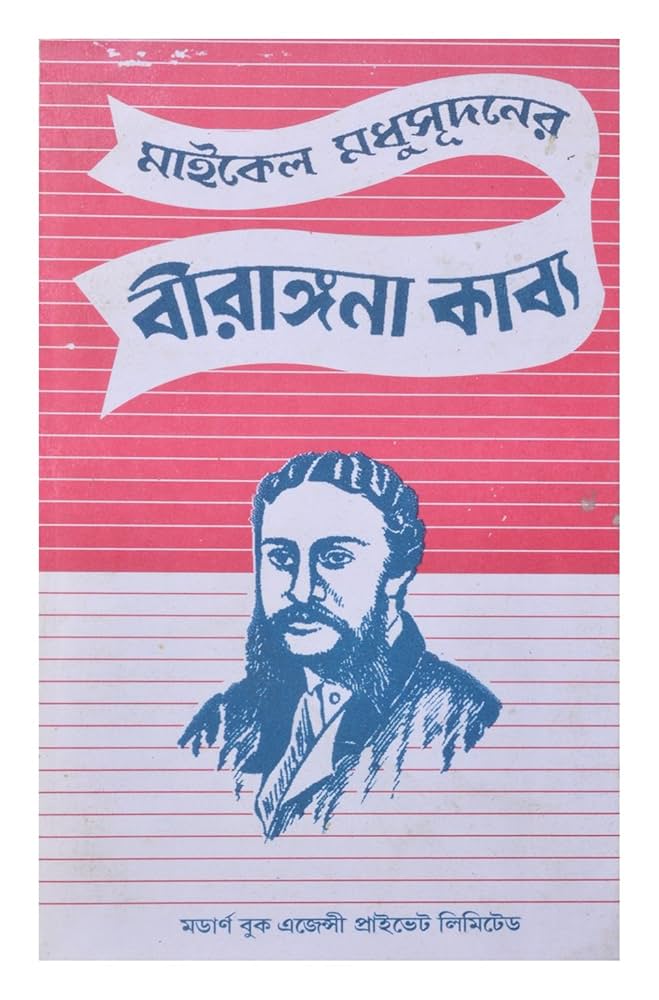 মাইকেল মধুসূদনের
বীরাঙ্গনা কাব্য
মডার্ণ বুক এজেন্সী প্রাইভেট লিমিটেড